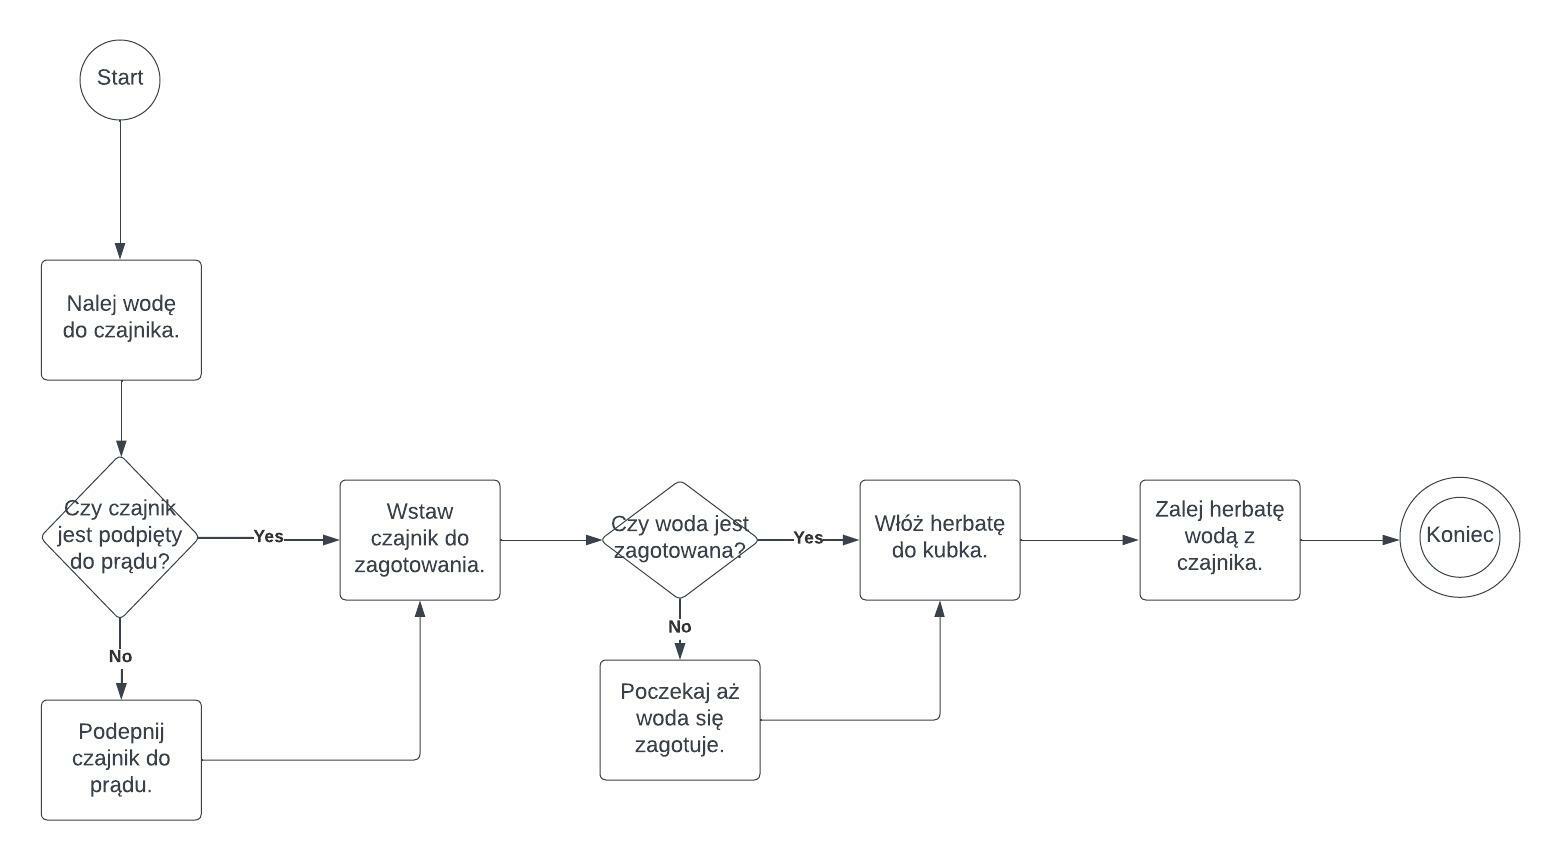 Start
Nalej wodę
do czajnika.
Czy czajnik
jest podpięty
do prądu?
Yes
No
Podepnij
czajnik do
prądu.
Wstaw
czajnik do
zagotowania.
Czy woda jest
zagotowana?
Yes
No
Poczekaj aż
woda się
zagotuje.
Włóż herbatę
do kubka.
Zalej herbatę
wodą z
czajnika.
Koniec